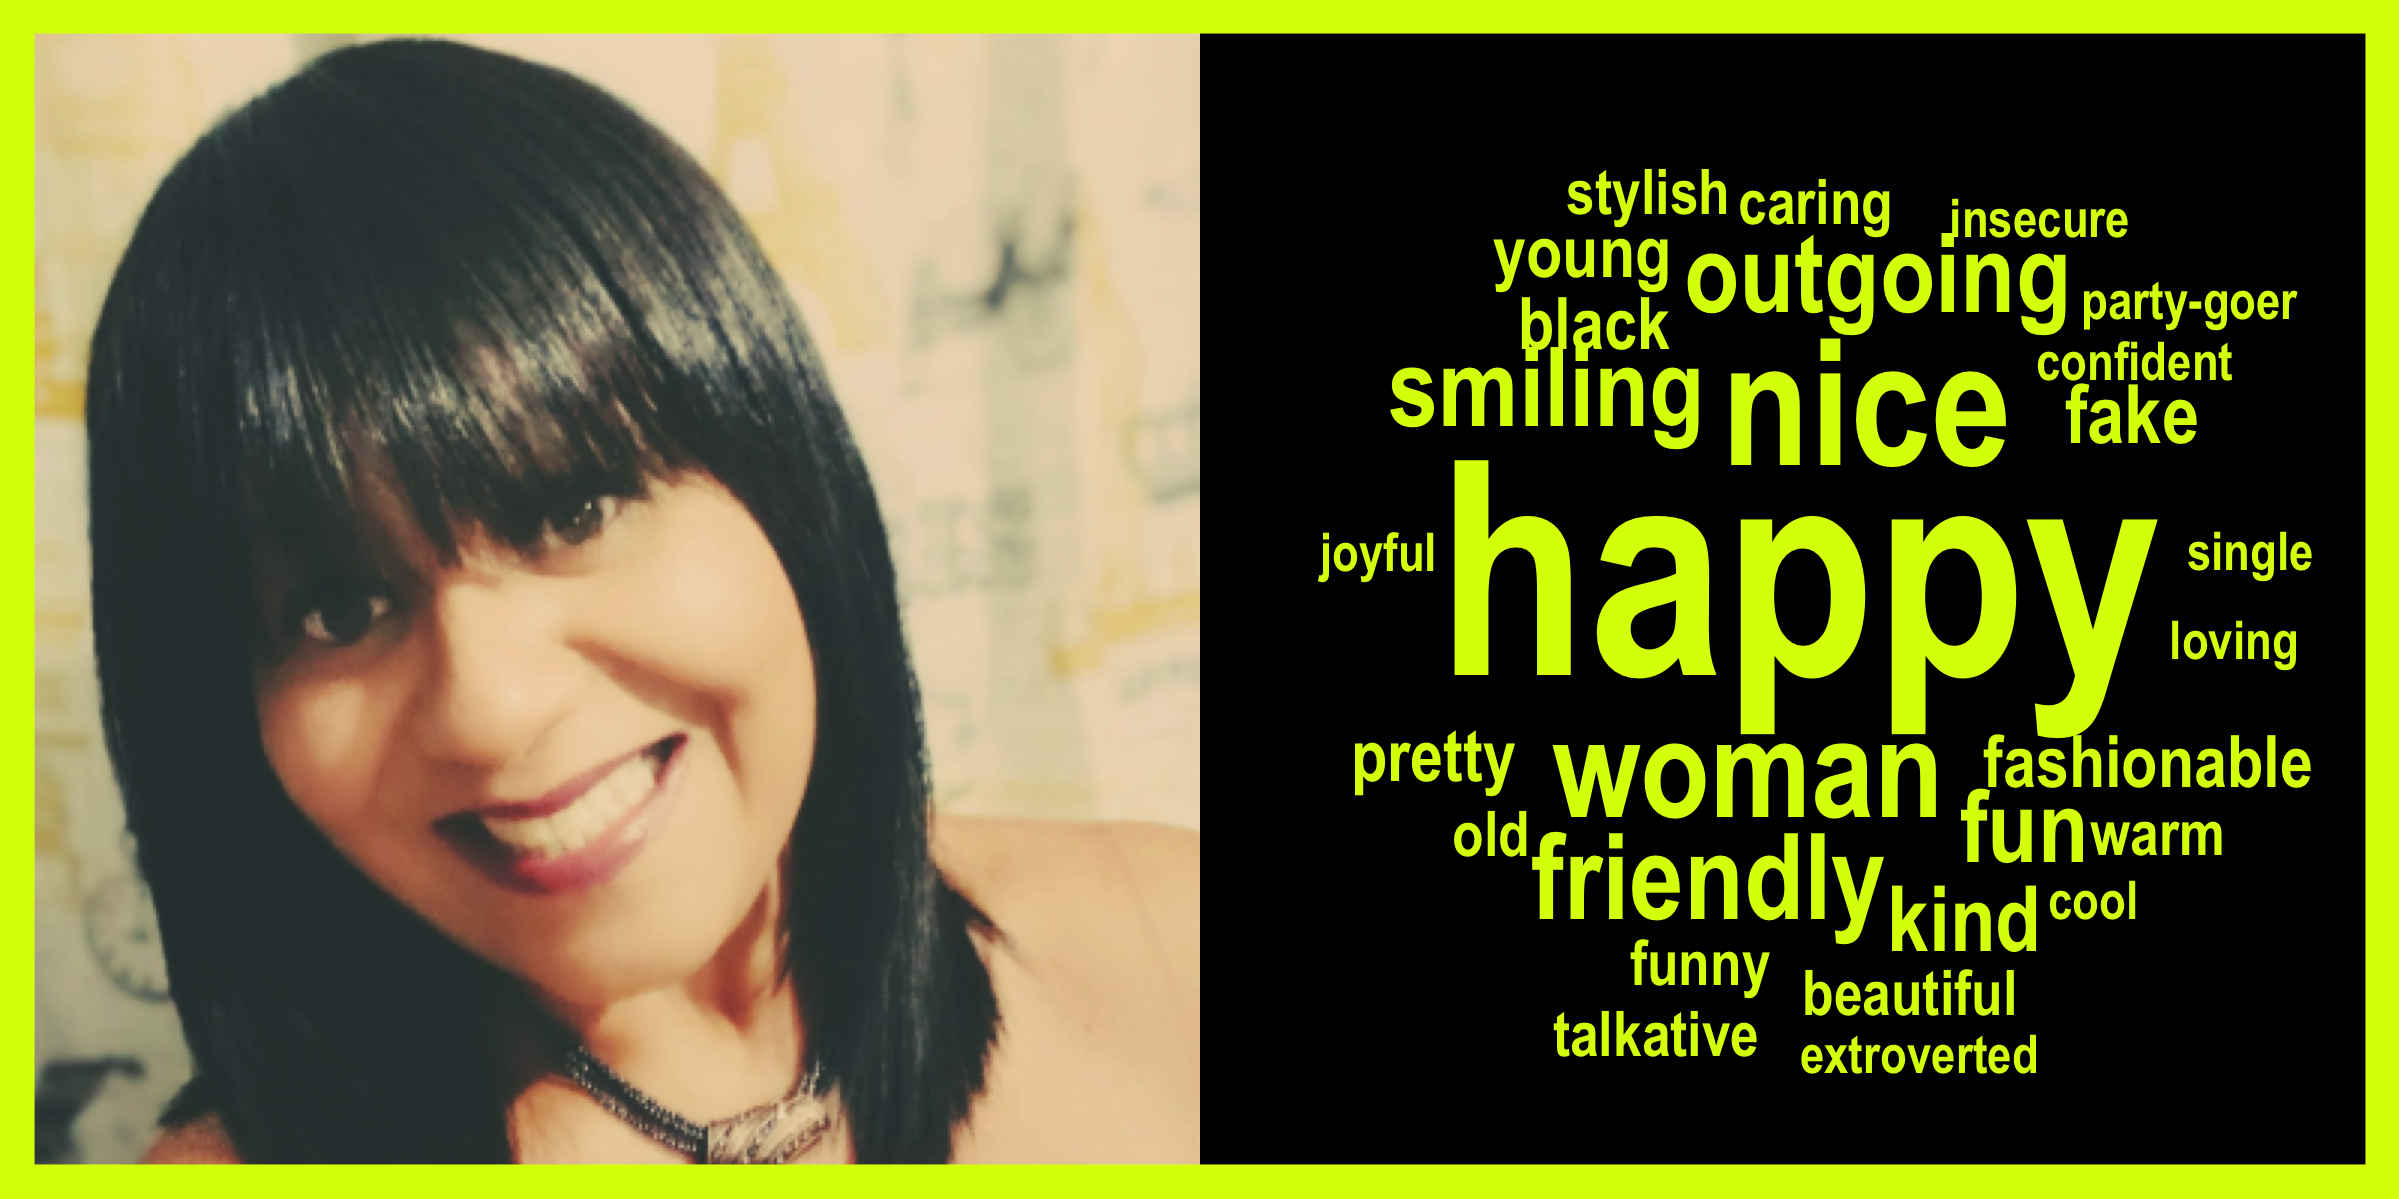 stylish caring insecure
young outgoing party-goer
black
smiling nice confident
fake
joyful happy single
loving
pretty woman fashionable
old friendly fun warm
kind cool
funny beautiful
talkative extroverted